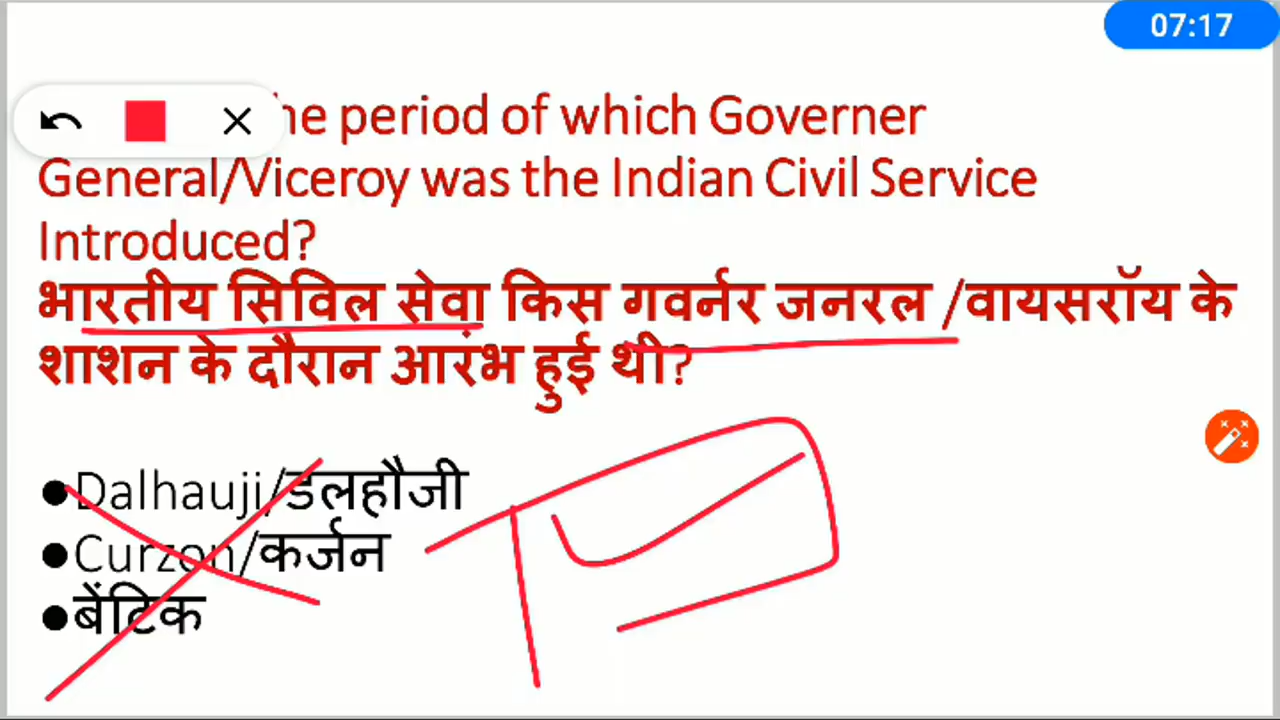 07:17
he period of which Governer
General/Viceroy was the Indian Civil Service
Introduced?
भारतीय सिविल सेवा किस गवर्नर जनरल /वायसरॉय के
शाशन के दौरान आरंभ हुई थी?
●Dalhauji/डलहौजी
●Curzon/कर्जन
●बेंटिक